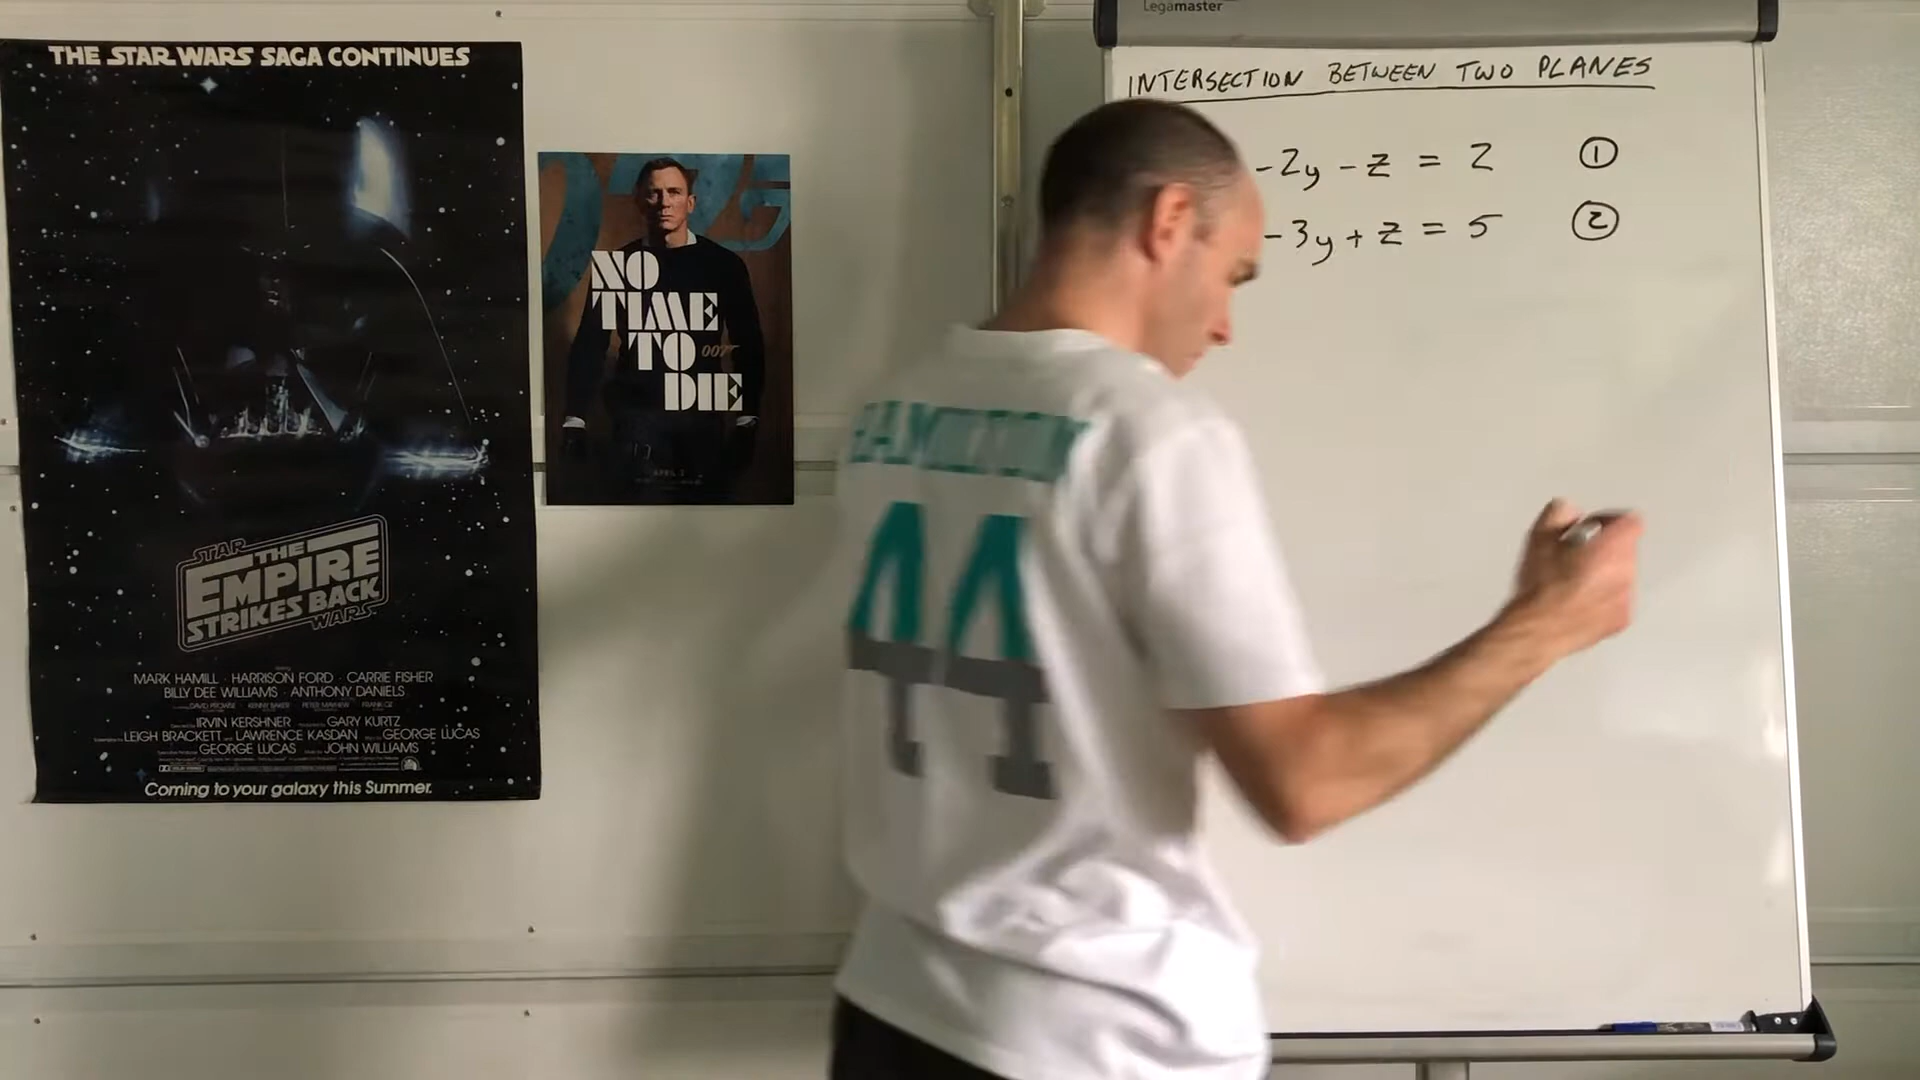 THE STAR WARS SAGA CONTINUES
STAR
THE
EMPIRE
STRIKES BACK
WARS
MARK HAMILL · HARRISON FORD · CARRIE FISHER
BILLY DEE WILLIAMS · ANTHONY DANIELS
DAVID PROWSE KENNY BAKER PETER MAYHEW FRANK OZ
IRVIN KERSHNER GARY KURTZ
LEIGH BRACKETT LAWRENCE KASDAN GEORGE LUCAS
GEORGE LUCAS JOHN WILLIAMS
Coming to your galaxy this Summer.
NO
TIME
TO 007
DIE
APRIL
HAMILTON
44
Legamaster
INTERSECTION BETWEEN TWO PLANES
-2y - z = 2 ①
-3y + z = 5 ②